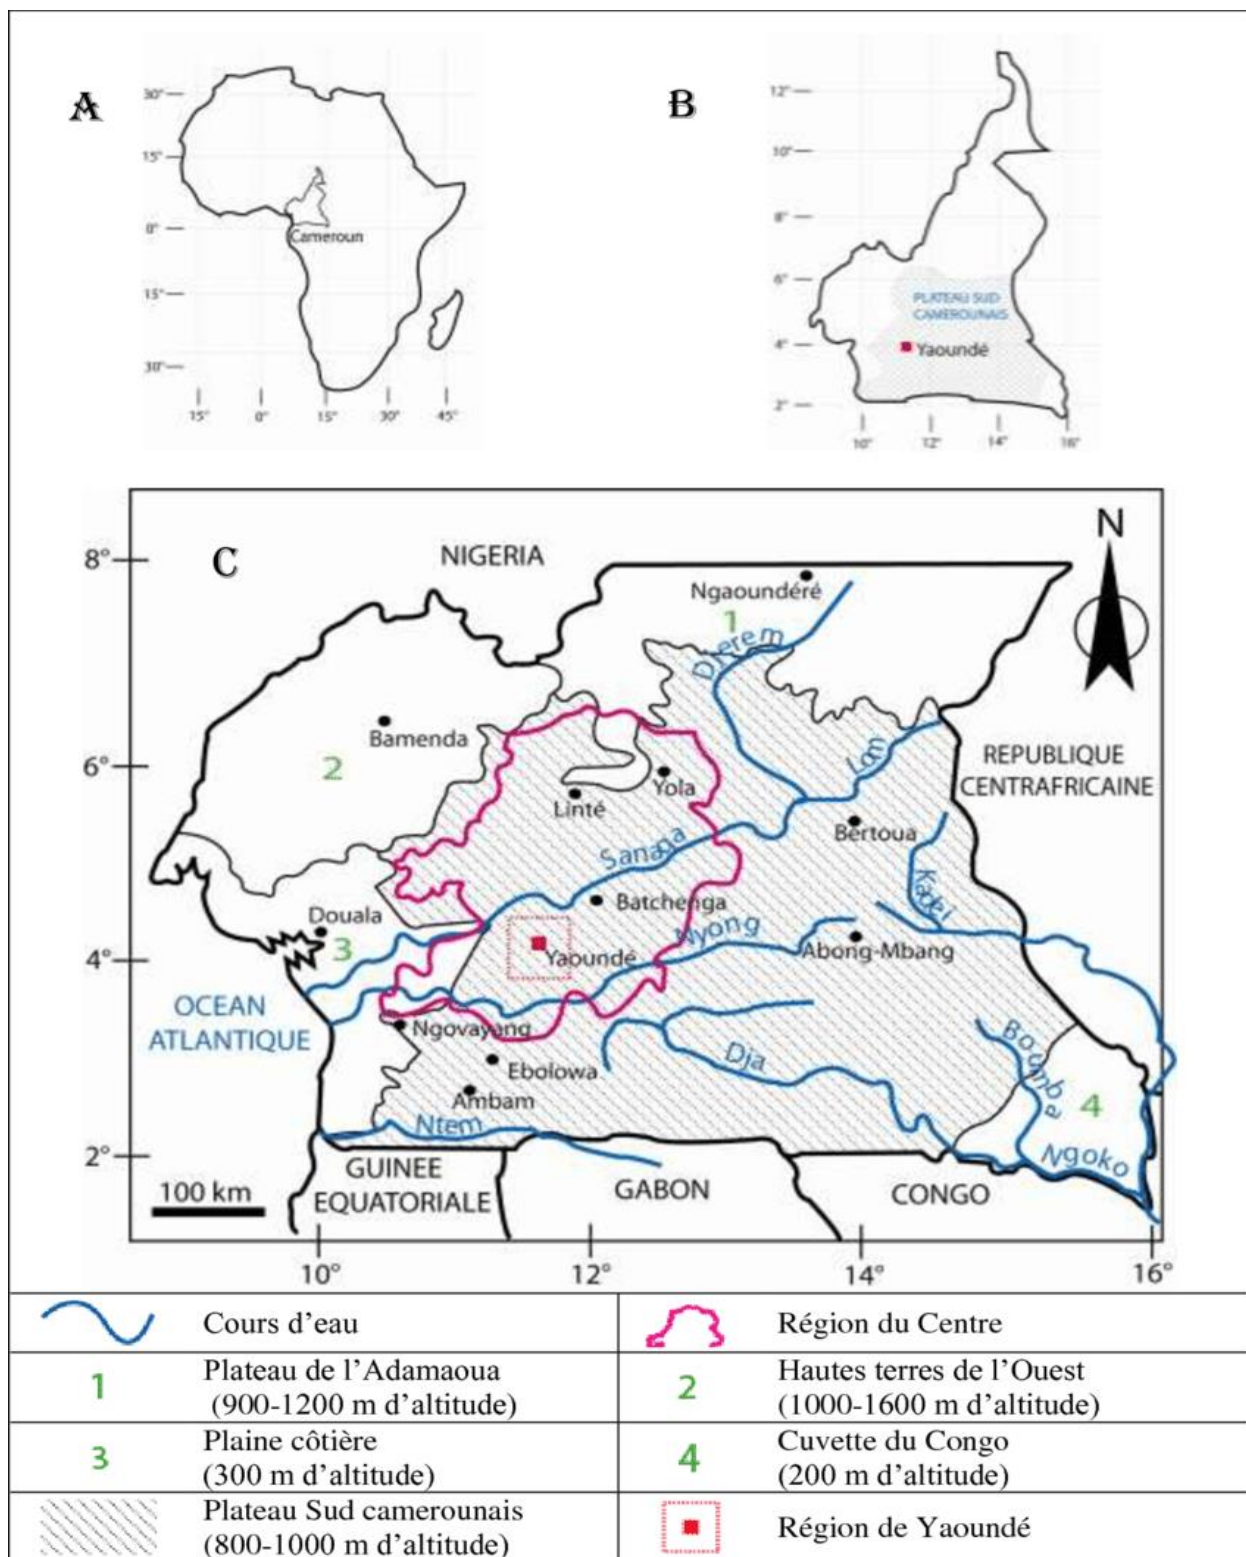 A
30°
15°
0°
15°
30°
Cameroun
15°
0°
15°
30°
45°
B
12°
10°
8°
6°
4°
2°
PLATEAU SUD
CAMEROUNAIS
Yaoundé
10°
12°
14°
16°
C
N
8°
6°
4°
2°
NIGERIA
Ngaoundéré
1
Djerem
Bamenda
2
Lom
REPUBLIQUE
CENTRAFRICAINE
Yola
Linté
Bertoua
Sanaga
Kadei
Batchenga
Douala
3
Nyong
Yaoundé
Abong-Mbang
OCEAN
ATLANTIQUE
Ngovayang
Boumba
Dja
Ebolowa
Ambam
4
Ntem
Ngoko
GUINEE
EQUATORIALE
GABON
CONGO
100 km
10°
12°
14°
16°
Cours d'eau
Région du Centre
1
Plateau de l'Adamaoua
(900-1200 m d'altitude)
2
Hautes terres de l'Ouest
(1000-1600 m d'altitude)
3
Plaine côtière
(300 m d'altitude)
4
Cuvette du Congo
(200 m d'altitude)
Plateau Sud camerounais
(800-1000 m d'altitude)
Région de Yaoundé